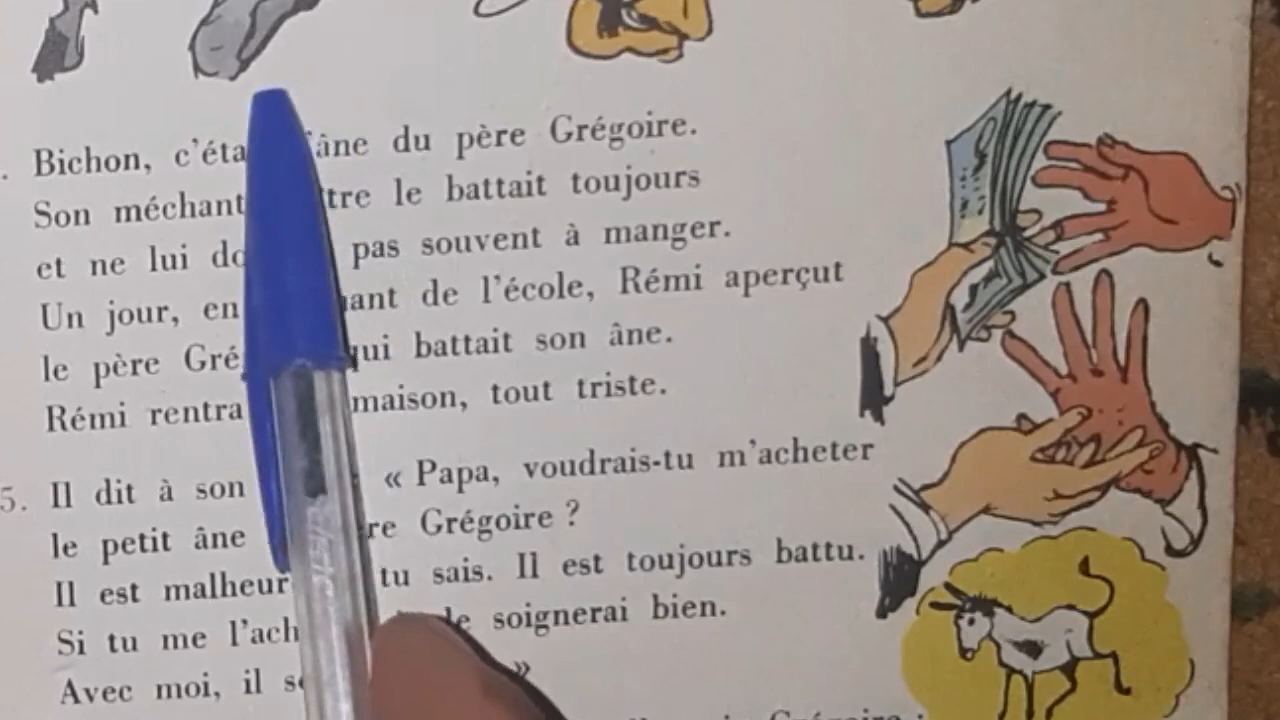 . Bichon, c'éta âne du père Grégoire.
Son méchant tre le battait toujours
et ne lui do pas souvent à manger.
Un jour, en ant de l'école, Rémi aperçut
le père Gré qui battait son âne.
Rémi rentra maison, tout triste.
5. Il dit à son « Papa, voudrais-tu m'acheter
le petit âne re Grégoire ?
Il est malheur tu sais. Il est toujours battu.
Si tu me l'ach le soignerai bien.
Avec moi, il se »
Grégoire :